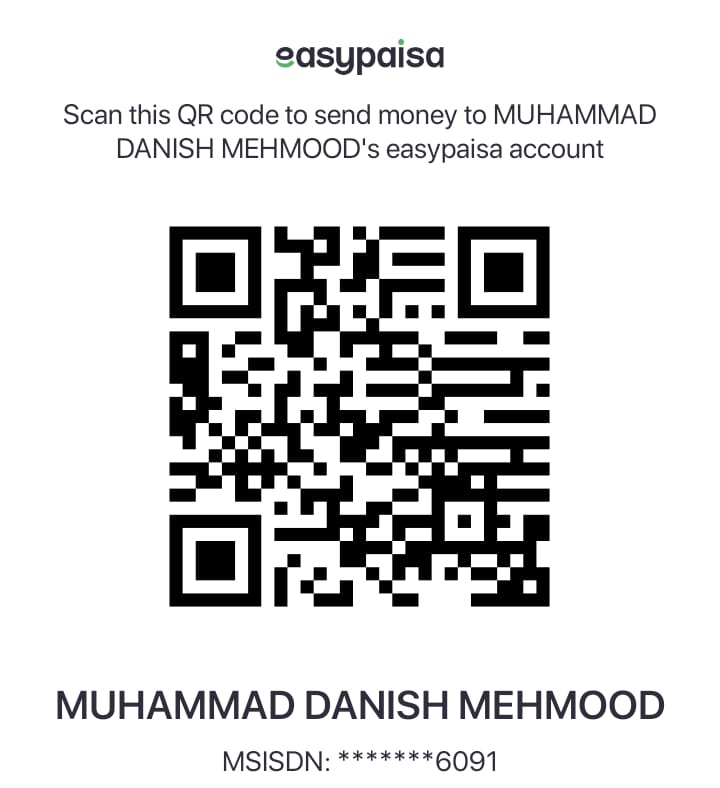 easypaisa
Scan this QR code to send money to MUHAMMAD
DANISH MEHMOOD's easypaisa account
MUHAMMAD DANISH MEHMOOD
MSISDN: *******6091